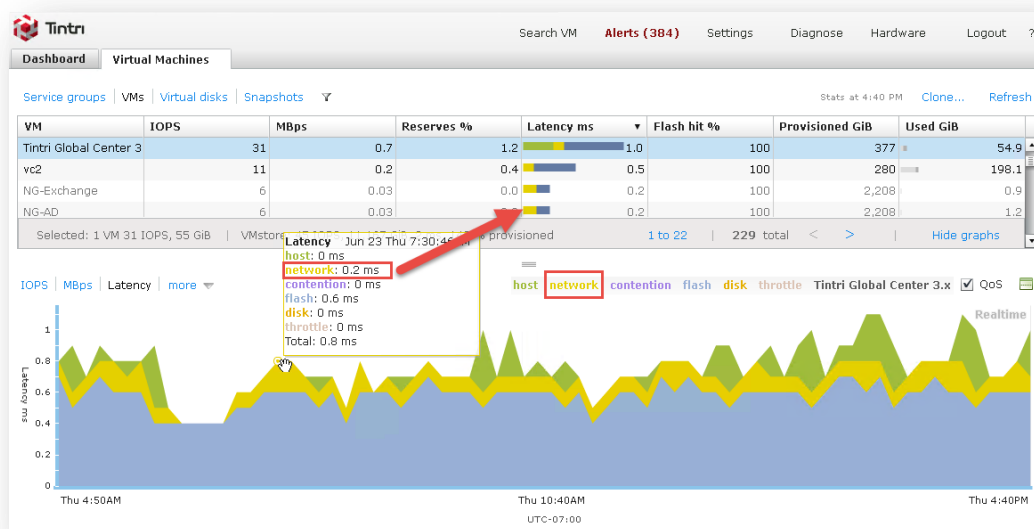 Tintri
Search VM Alerts (384) Settings Diagnose Hardware Logout ?
Dashboard Virtual Machines
Service groups VMs Virtual disks Snapshots Stats at 4:40 PM Clone... Refresh
VM IOPS MBps Reserves % Latency ms Flash hit % Provisioned GiB Used GiB
Tintri Global Center 3 31 0.7 1.2 1.0 100 377 54.9
vc2 11 0.2 0.4 0.5 100 280 198.1
NG-Exchange 6 0.03 0.0 0.2 100 2,208 0.9
NG-AD 6 0.03 0.2 100 2,208 1.2
Selected: 1 VM 31 IOPS, 55 GiB VMstore provisioned 1 to 22 229 total < > Hide graphs
Latency Jun 23 Thu
host: 0 ms
network: 0.2 ms
contention: 0 ms
flash: 0.6 ms
disk: 0 ms
throttle: 0 ms
Total: 0.8 ms
IOPS MBps Latency more host network contention flash disk throttle Tintri Global Center 3.x QoS
Realtime
Latency ms
1
0.8
0.6
0.4
0.2
0
Thu 4:50AM Thu 10:40AM Thu 4:40PM
UTC-07:00